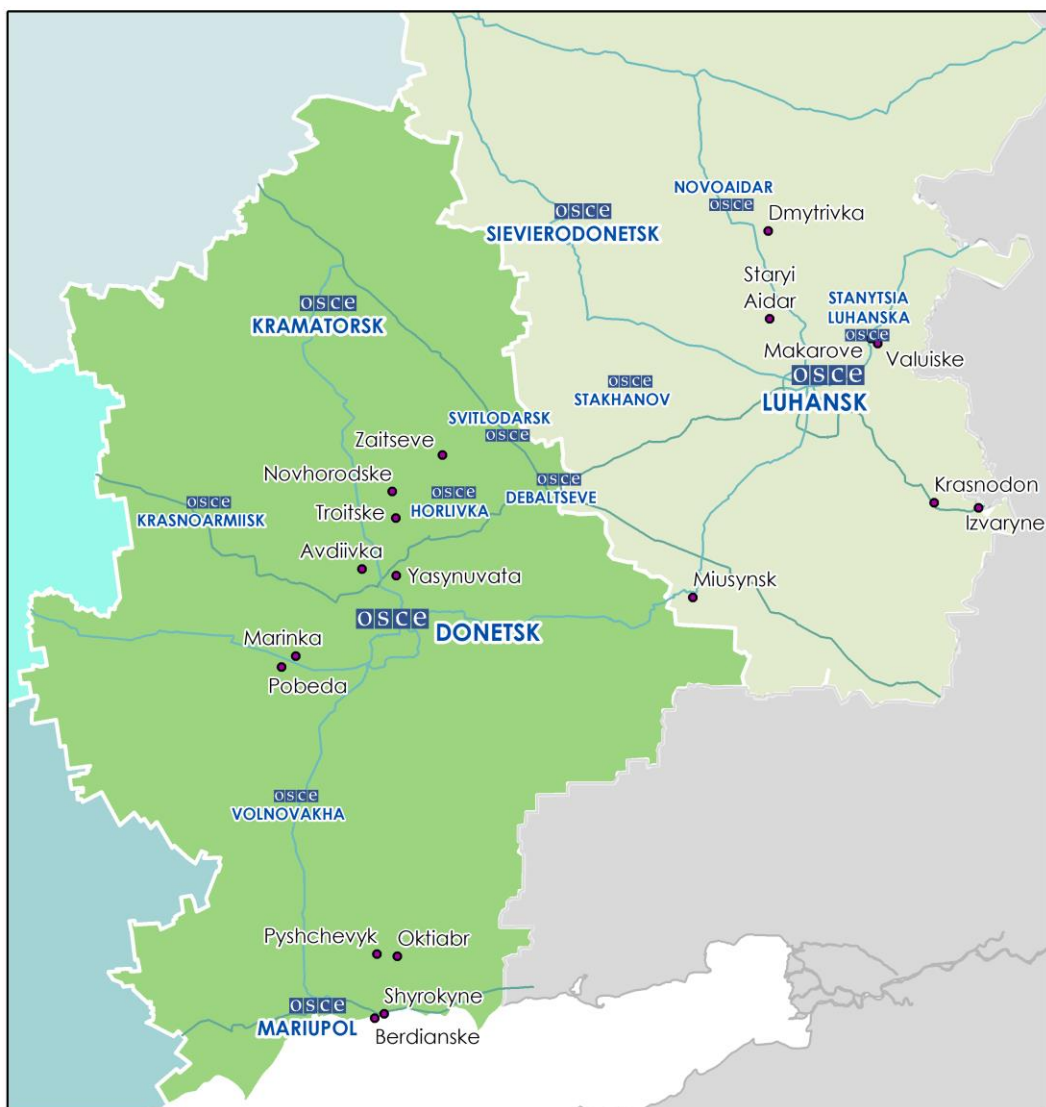 NOVOAIDAR
osce
Dmytrivka
osce
SIEVIERODONETSK
Staryi
Aidar
osce
KRAMATORSK
STANYTSIA
LUHANSKA
osce
Makarove
Valuiske
osce
LUHANSK
osce
STAKHANOV
SVITLODARSK
osce
Zaitseve
Novhorodske
osce
HORLIVKA
osce
DEBALTSEVE
osce
KRASNOARMIISK
Troitske
Krasnodon
Izvaryne
Avdiivka
Yasynuvata
Miusynsk
osce
DONETSK
Marinka
Pobeda
osce
VOLNOVAKHA
Pyshchevyk
Oktiabr
osce
MARIUPOL
Shyrokyne
Berdianske